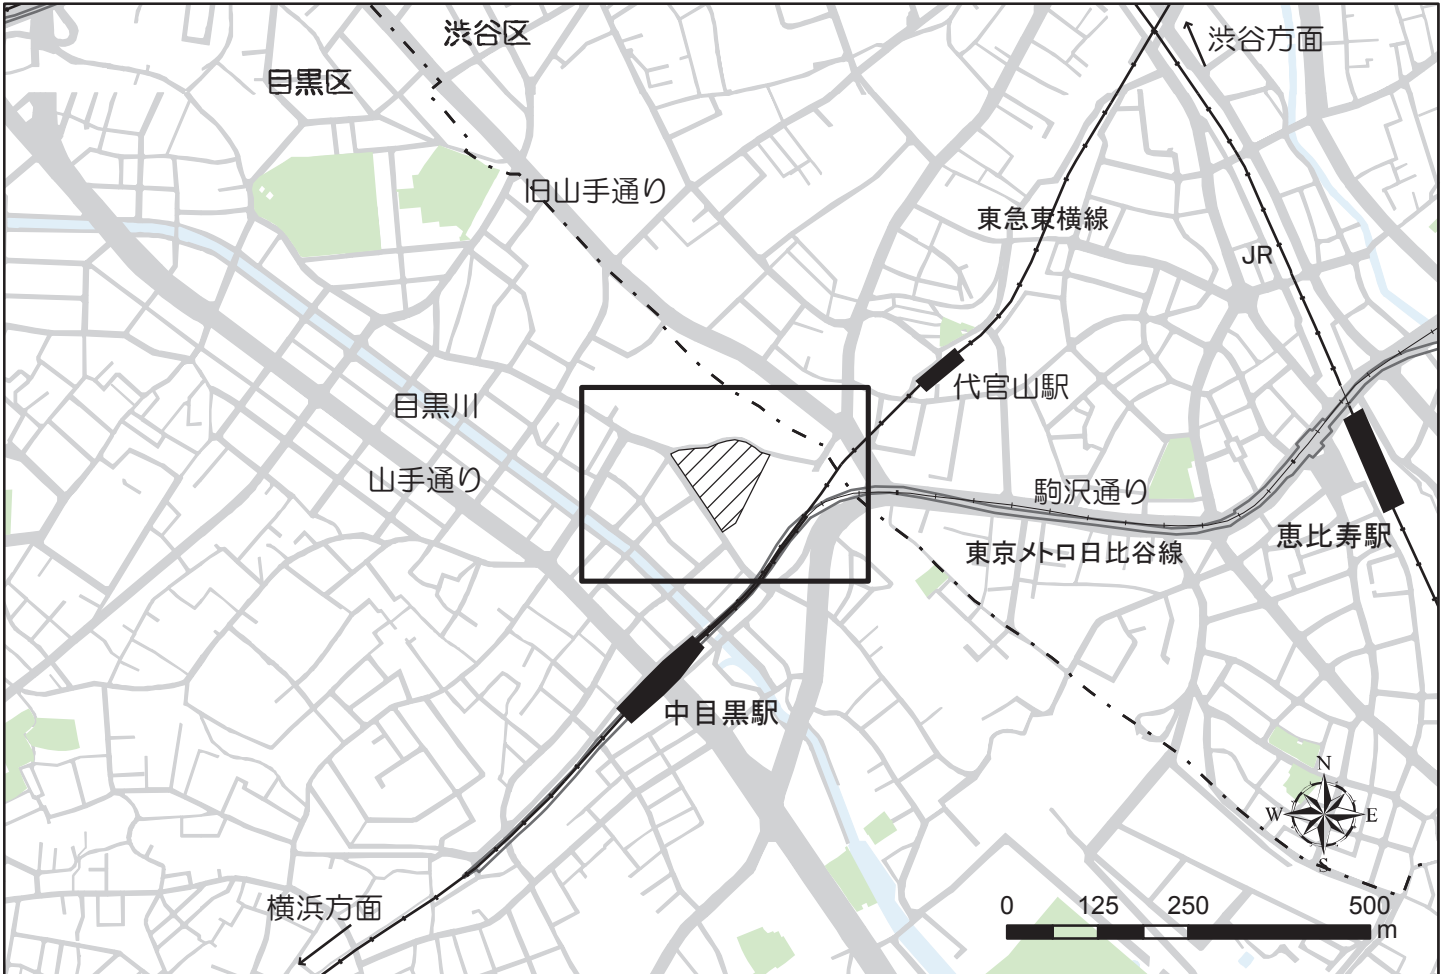 渋谷区
渋谷方面
目黒区
旧山手通り
東急東横線
JR
代官山駅
目黒川
山手通り
駒沢通り
恵比寿駅
東京メトロ日比谷線
中目黒駅
N
W E
S
横浜方面
0 125 250 500
m